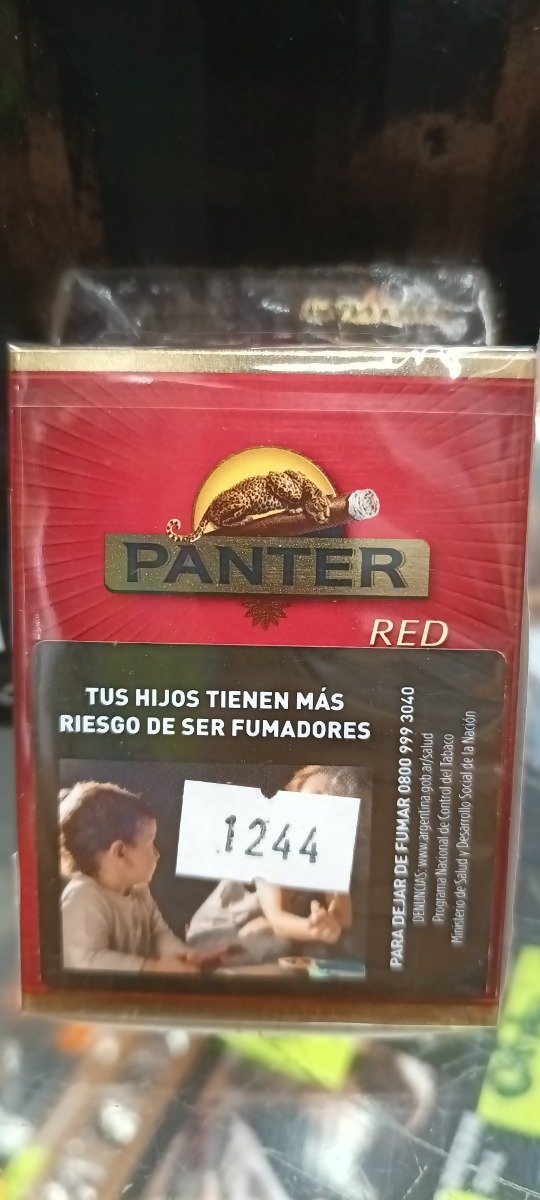 PANTER
RED
TUS HIJOS TIENEN MÁS
RIESGO DE SER FUMADORES
1244
PARA DEJAR DE FUMAR 0800 999 3040
DENUNCIAS: www.argentina.gob.ar/salud
Programa Nacional de Control del Tabaco
Ministerio de Salud y Desarrollo Social de la Nación